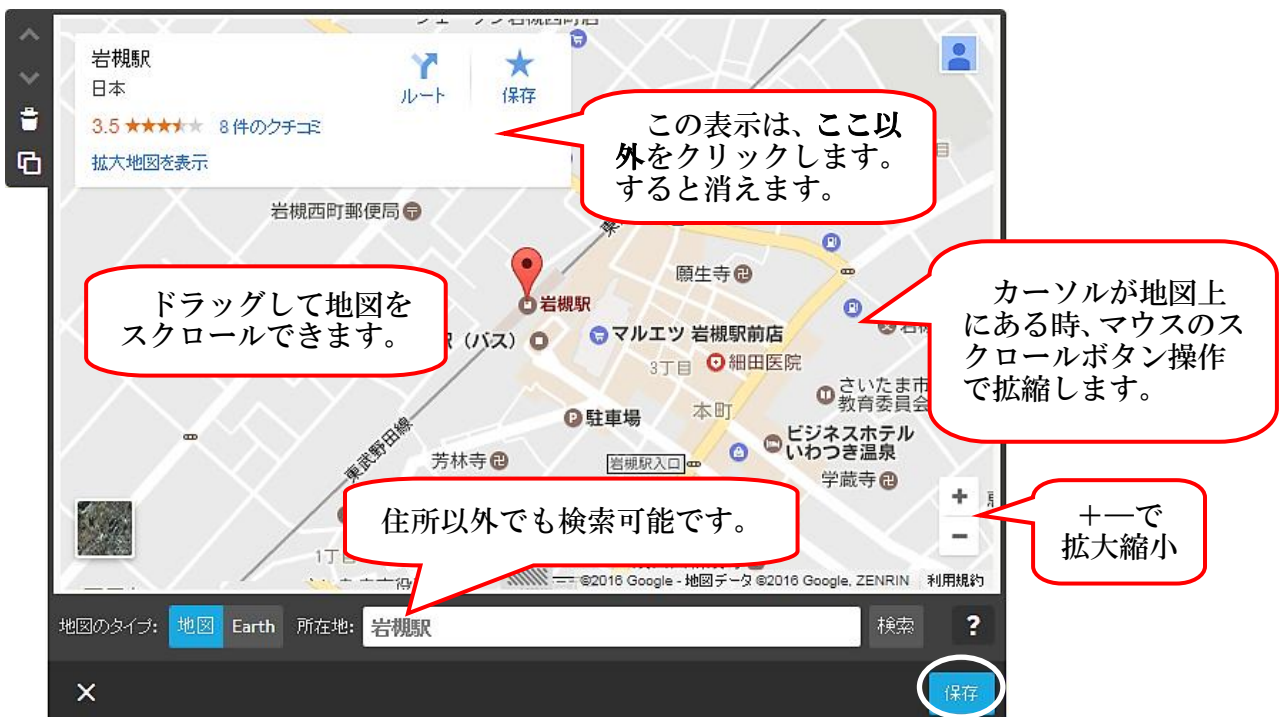 岩槻駅
日本
3.5
8 件のクチコミ
拡大地図を表示
ルート
保存
この表示は、ここ以
外をクリックします。
すると消えます。
岩槻西町郵便局
願生寺
ドラッグして地図を
スクロールできます。
岩槻駅
カーソルが地図上
にある時、マウスのス
クロールボタン操作
で拡縮します。
(バス)
マルエツ 岩槻駅前店
3丁目
細田医院
さいたま市
教育委員会
本町
駐車場
東武野田線
ビジネスホテル
いわつき温泉
芳林寺
岩槻駅入口
学蔵寺
住所以外でも検索可能です。
+
−
+—で
拡大縮小
1丁目
©2016 Google - 地図データ ©2016 Google, ZENRIN
利用規約
地図のタイプ: 地図 Earth 所在地: 岩槻駅 検索 ?
× 保存